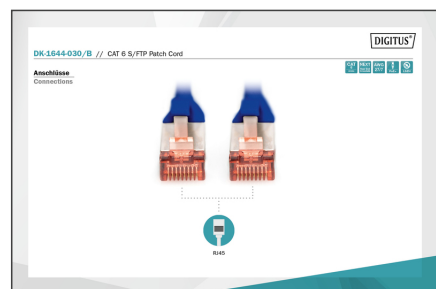 DIGITUS®
DK-1644-030/B // CAT 6 S/FTP Patch Cord
Anschlüsse
Connections
RJ45